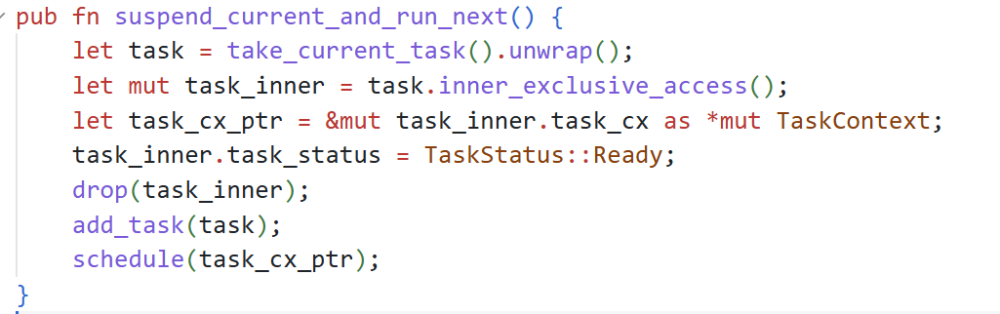 pub fn suspend_current_and_run_next() {
    let task = take_current_task().unwrap();
    let mut task_inner = task.inner_exclusive_access();
    let task_cx_ptr = &mut task_inner.task_cx as *mut TaskContext;
    task_inner.task_status = TaskStatus::Ready;
    drop(task_inner);
    add_task(task);
    schedule(task_cx_ptr);
}